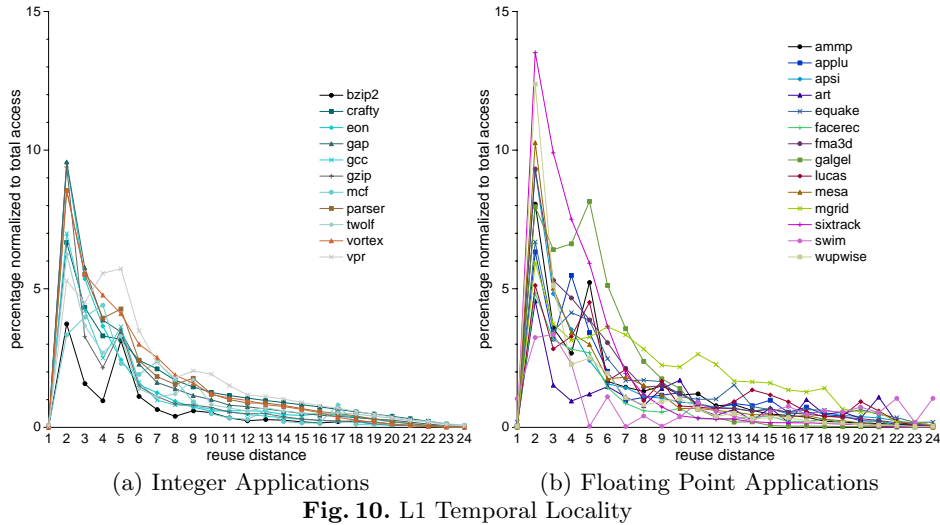 15
10
5
0
percentage normalized to total access
1 2 3 4 5 6 7 8 9 10 11 12 13 14 15 16 17 18 19 20 21 22 23 24
reuse distance
bzip2
crafty
eon
gap
gcc
gzip
mcf
parser
twolf
vortex
vpr
(a) Integer Applications
15
10
5
0
percentage normalized to total access
1 2 3 4 5 6 7 8 9 10 11 12 13 14 15 16 17 18 19 20 21 22 23 24
reuse distance
ammp
applu
apsi
art
equake
facerec
fma3d
galgel
lucas
mesa
mgrid
sixtrack
swim
wupwise
(b) Floating Point Applications
Fig. 10. L1 Temporal Locality